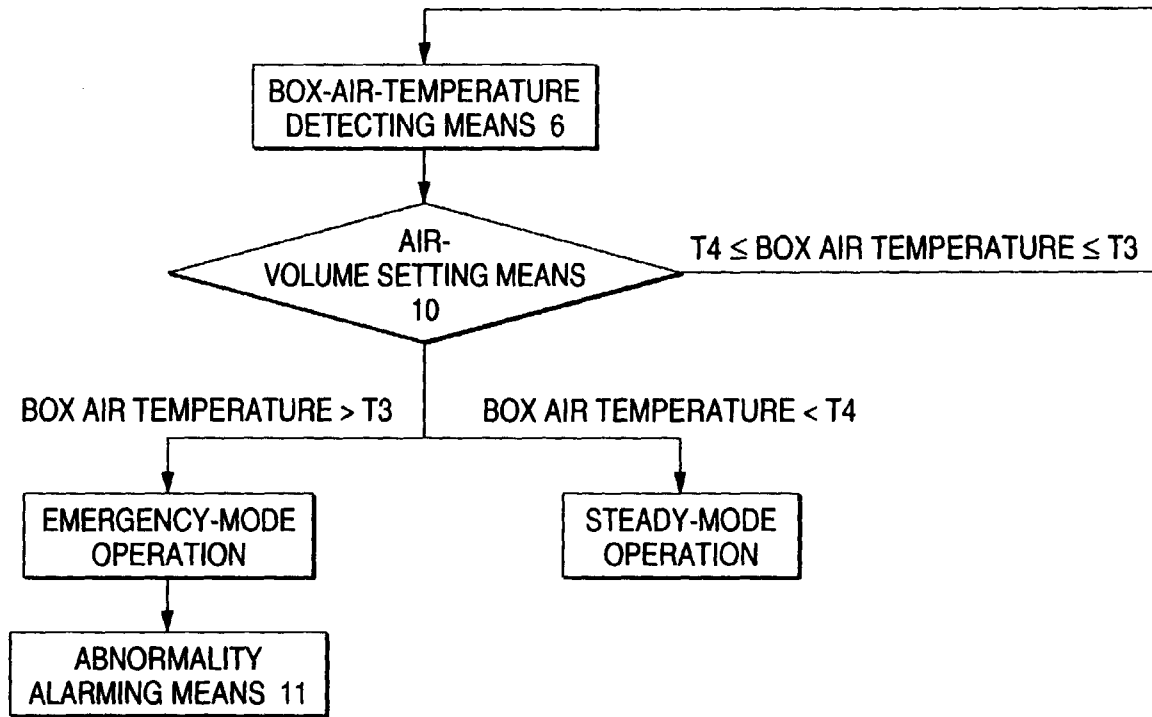 BOX-AIR-TEMPERATURE
DETECTING MEANS 6
AIR-
VOLUME SETTING MEANS
10
T4 ≤ BOX AIR TEMPERATURE ≤ T3
BOX AIR TEMPERATURE > T3
BOX AIR TEMPERATURE < T4
EMERGENCY-MODE
OPERATION
STEADY-MODE
OPERATION
ABNORMALITY
ALARMING MEANS 11